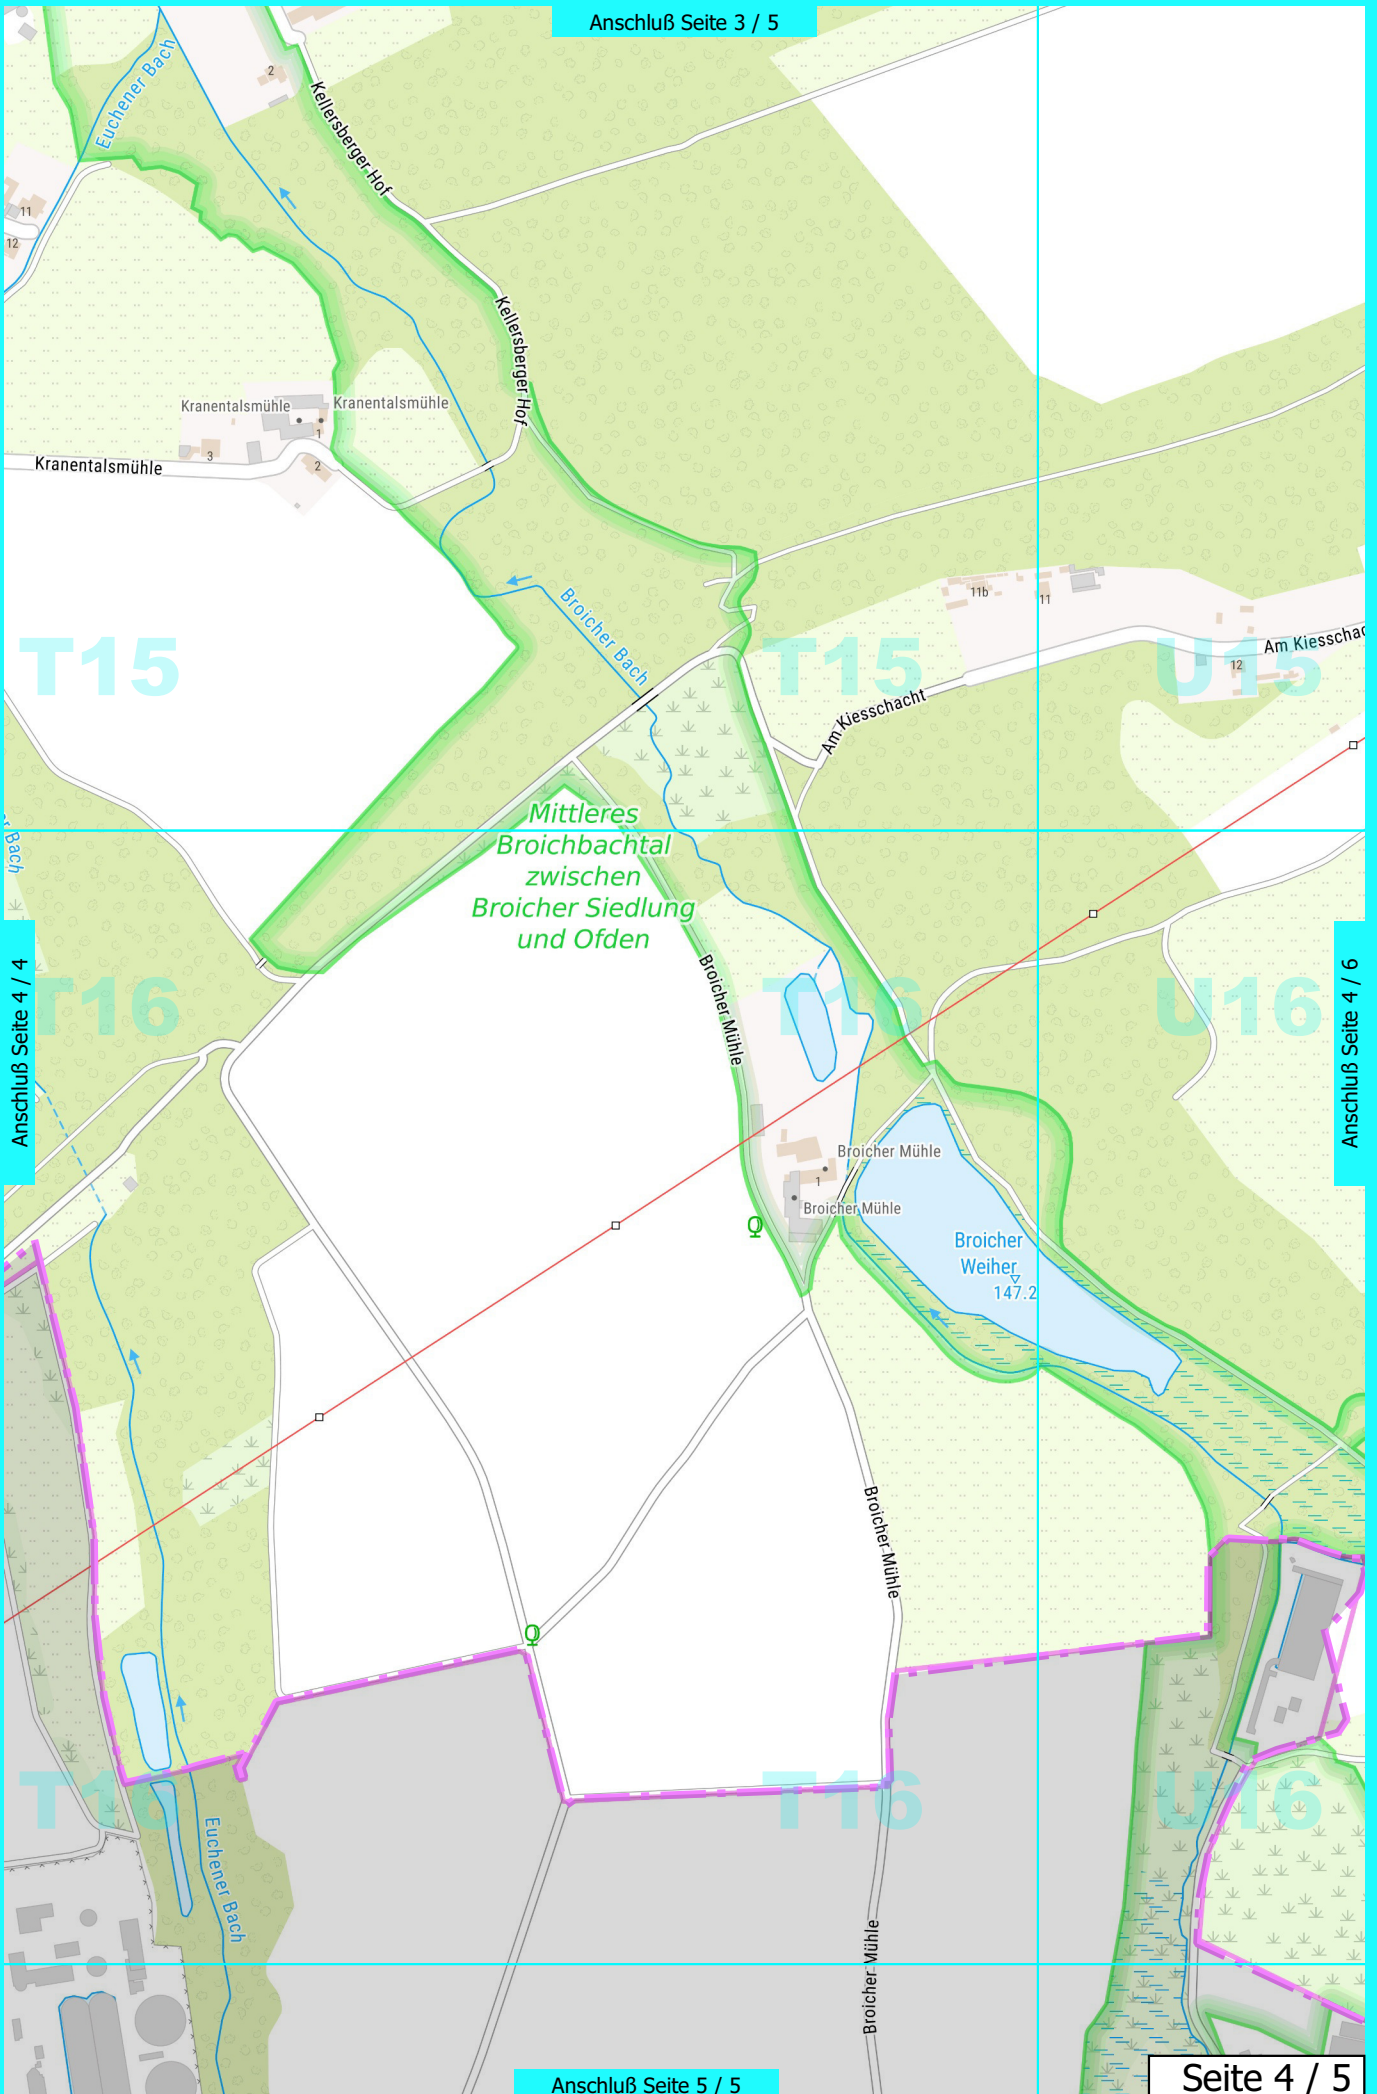 Anschluß Seite 3 / 5
Euchener Bach
2
Kellersberger Hof
11
12
Kellersberger Hof
Kranentalsmühle
Kranentalsmühle
1
3
2
Kranentalsmühle
Broicher Bach
11b
11
Am Kiesschac
12
T15
T15
U15
Am Kiesschacht
Mittleres
Broichbachtal
zwischen
Broicher Siedlung
und Ofden
er Bach
Anschluß Seite 4 / 4
Broicher Mühle
T16
T16
U16
Anschluß Seite 4 / 6
Broicher Mühle
1
Broicher Mühle
Broicher
Weiher
147.2
Broicher Mühle
T16
T16
U16
Euchener Bach
Broicher Mühle
Anschluß Seite 5 / 5
Seite 4 / 5